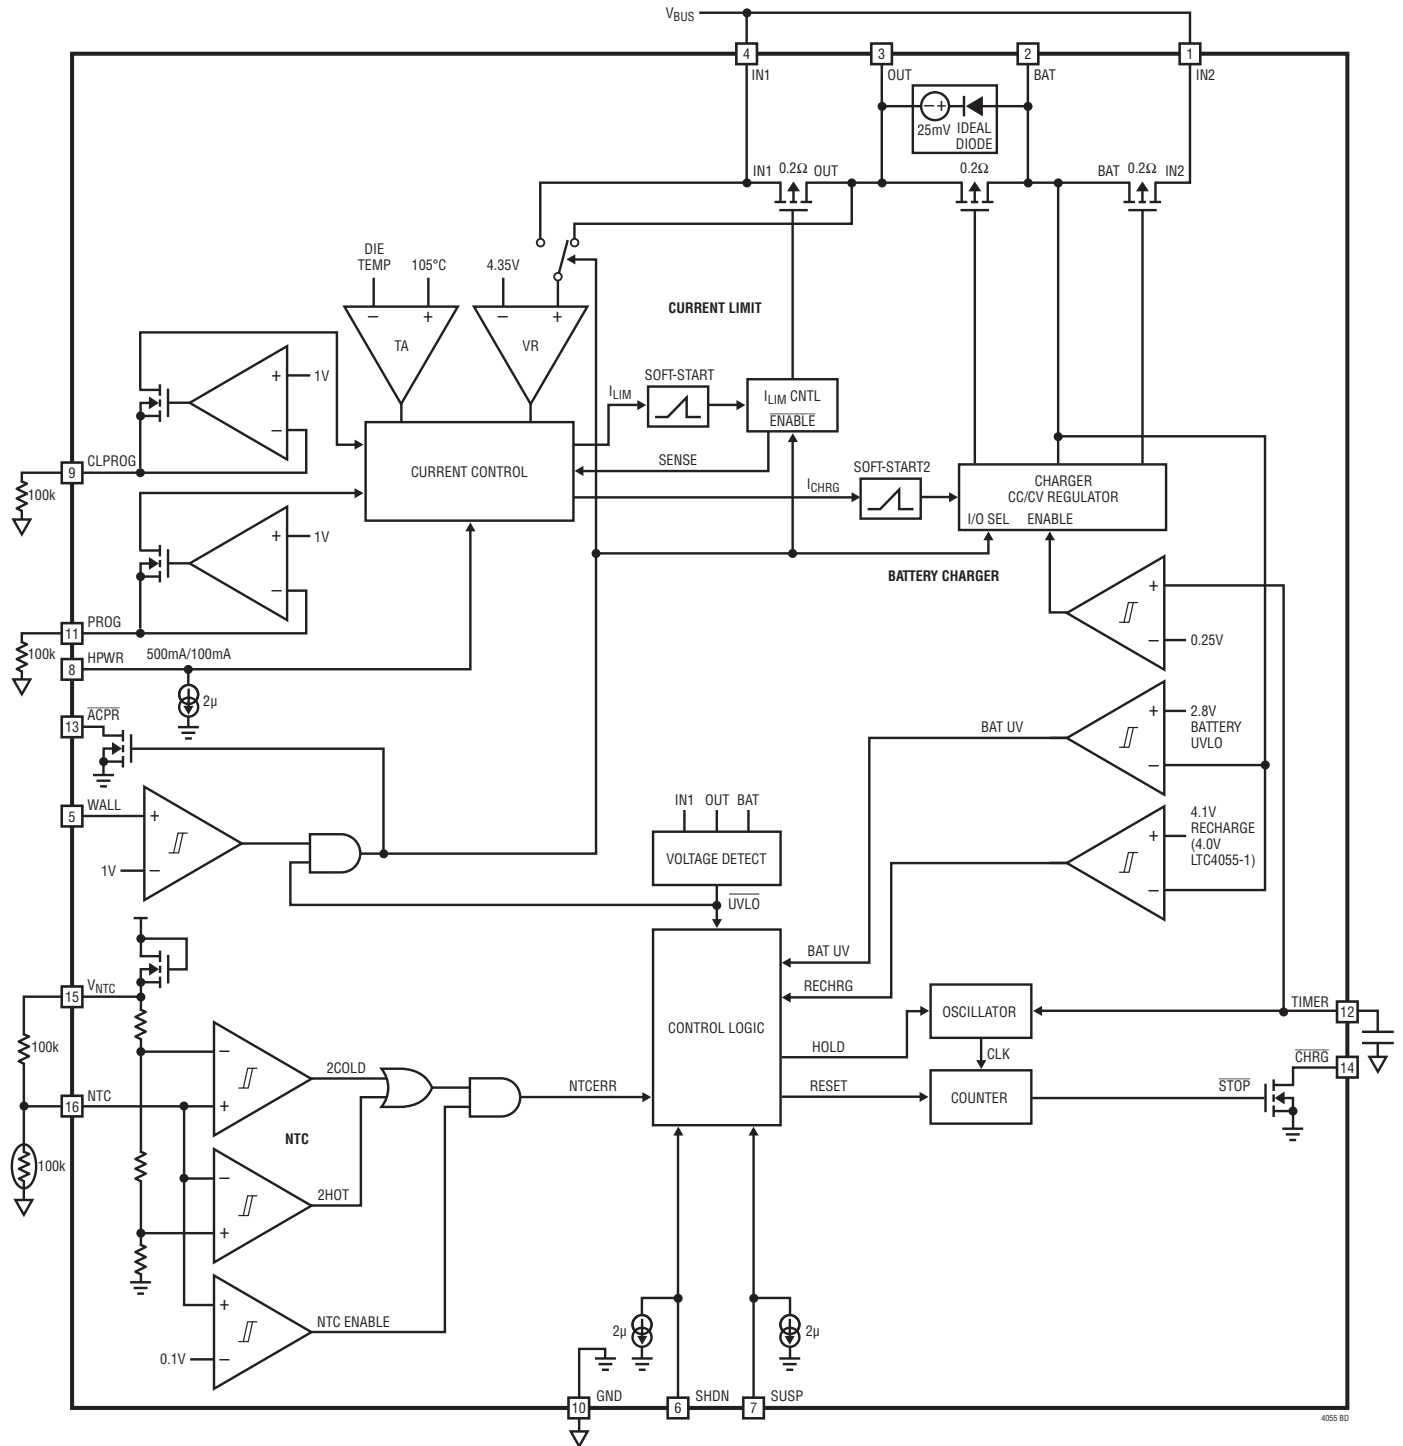 VBUS
4
3
2
1
IN1
OUT
BAT
IN2
− +
25mV
IDEAL
DIODE
IN1 0.2Ω OUT
0.2Ω
BAT 0.2Ω IN2
DIE
TEMP
105°C
4.35V
− +
− +
TA
VR
CURRENT LIMIT
+
1V
−
SOFT-START
ILIM
ILIM CNTL
ENABLE
CURRENT CONTROL
SENSE
SOFT-START2
ICHRG
CHARGER
CC/CV REGULATOR
I/O SEL ENABLE
9
CLPROG
100k
+
1V
−
BATTERY CHARGER
+
−
0.25V
11
PROG
100k
8
HPWR
500mA/100mA
2µ
13
ACPR
BAT UV
+
2.8V
BATTERY
UVLO
−
5
WALL
+
1V
−
IN1 OUT BAT
VOLTAGE DETECT
UVLO
4.1V
RECHARGE
(4.0V
LTC4055-1)
+
−
BAT UV
RECHRG
15
VNTC
100k
CONTROL LOGIC
HOLD
RESET
OSCILLATOR
CLK
COUNTER
TIMER
12
CHRG
14
STOP
−
2COLD
+
16
NTC
NTC
NTCERR
100k
−
2HOT
+
+
NTC ENABLE
0.1V
−
2µ
2µ
10
GND
6
SHDN
7
SUSP
4055 BD